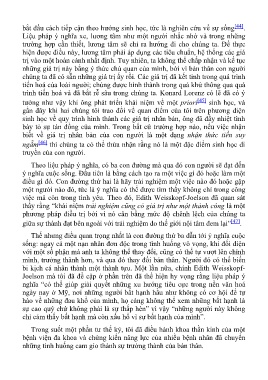 bắt đầu cách tiếp cận theo hướng sinh học, tức là nghiên cứu về sự sống[44].
Liệu pháp ý nghĩa xe, lương tâm như một người nhắc nhở và trong những
trường hợp cần thiết, lương tâm sẽ chỉ ra hướng đi cho chúng ta. Để thực
hiện được điều này, lương tâm phải áp dụng các tiêu chuẩn, hệ thống các giá
trị vào một hoàn cảnh nhất định. Tuy nhiên, ta không thể chấp nhận và kế tục
những giá trị này bằng ý thức chủ quan của mình, bởi vì bản thân con người
chúng ta đã có sẵn những giá trị ấy rồi. Các giá trị đã kết tinh trong quá trình
tiến hoá của loài người; chúng được hình thành trong quá khứ thông qua quá
trình tiến hoá và đã bắt rễ sâu trong chúng ta. Konard Lorenz có lẽ đã có ý
tưởng như vậy khi ông phát triển khái niệm về một priori[45] sinh học, và
gần đây khi hai chúng tôi trao đổi về quan điểm của tôi trên phương diện
sinh học về quy trình hình thành các giá trị nhân bản, ông đã đầy nhiệt tình
bày tỏ sự tán đồng của mình. Trong bất cứ trường hợp nào, nếu việc nhận
biết về giá trị nhân bản của con người là một dạng nhận thức tiền suy
ngẫm[46] thì chúng ta có thể thừa nhận rằng nó là một đặc điểm sinh học di
truyền của con người.
Theo liệu pháp ý nghĩa, có ba con đường mà qua đó con người sẽ đạt đến
ý nghĩa cuộc sống. Đầu tiên là bằng cách tạo ra một việc gì đó hoặc làm một
điều gì đó. Con đường thứ hai là hãy trải nghiệm một việc nào đó hoặc gặp
một người nào đó, tức là ý nghĩa có thể được tìm thấy không chỉ trong công
việc mà còn trong tình yêu. Theo đó, Edith Weisskopf-Joelson đã quan sát
thấy rằng "khái niệm trải nghiệm cũng có giá trị như một thành công là một
phương pháp điều trị bởi vì nó cân bằng mức độ chênh lệch của chúng ta
giữa sự thành đạt bên ngoài với trải nghiệm do thế giới nội tâm đem lại"[47].
Thế nhưng điều quan trọng nhất là con đường thứ ba dẫn tới ý nghĩa cuộc
sống: ngay cả một nạn nhân đơn độc trong tình huống vô vọng, khi đối diện
với một số phận mà anh ta không thể thay đổi, cũng có thể tự vượt lên chính
mình, trưởng thành hơn, và qua đó thay đổi bản thân. Người đó có thể biến
bi kịch cá nhân thành một thành tựu. Một lần nữa, chính Edith Weisskopf-
Joelson mà tôi đã đề cập ở phần trên đã thể hiện hy vọng rằng liệu pháp ý
nghĩa "có thể giúp giải quyết những xu hướng tiêu cực trong nền văn hoá
ngày nay ở Mỹ, nơi những người bất hạnh hầu như không có cơ hội để tự
hào về những đau khổ của mình, họ càng không thể xem những bất hạnh là
sự cao quý chứ không phải là sự thấp hèn" vì vậy "những người này không
chỉ cảm thấy bất hạnh mà còn xấu hổ vì sự bất hạnh của mình".
Trong suốt một phần tư thế kỷ, tôi đã điều hành khoa thần kinh của một
bệnh viện đa khoa và chứng kiến năng lực của nhiều bệnh nhân đã chuyển
những tình huống cam go thành sự trưởng thành của bản thân.